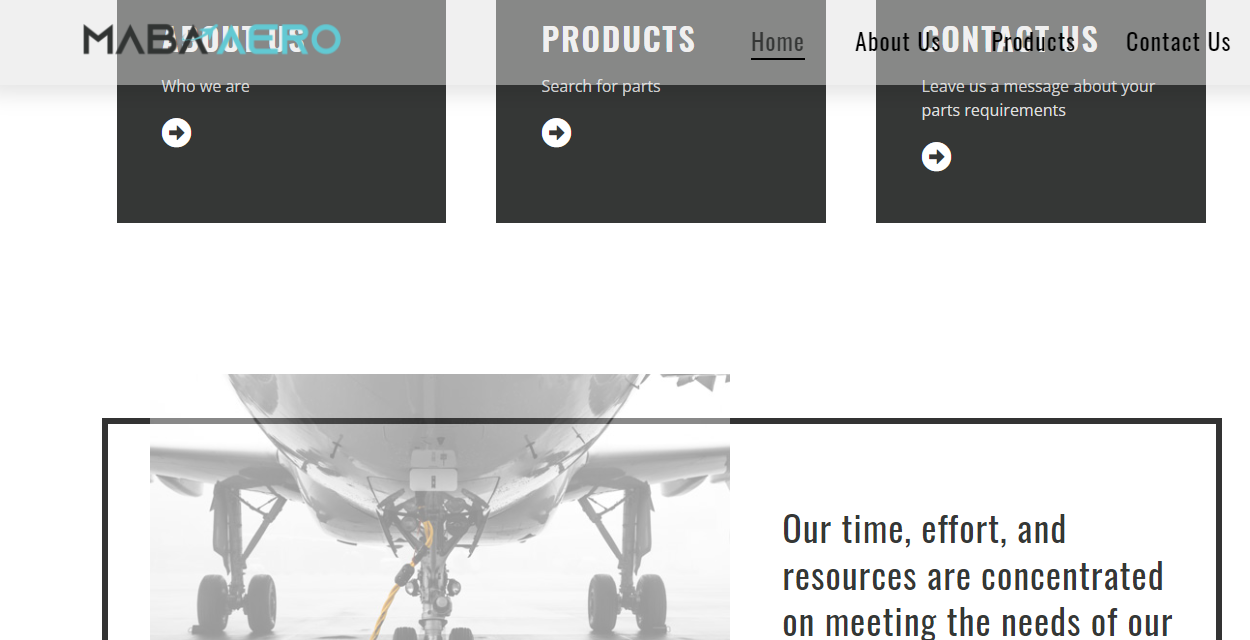 MABA AERO
Home
About Us
Products
Contact Us
ABOUT US
Who we are
PRODUCTS
Search for parts
CONTACT US
Leave us a message about your
parts requirements
Our time, effort, and
resources are concentrated
on meeting the needs of our